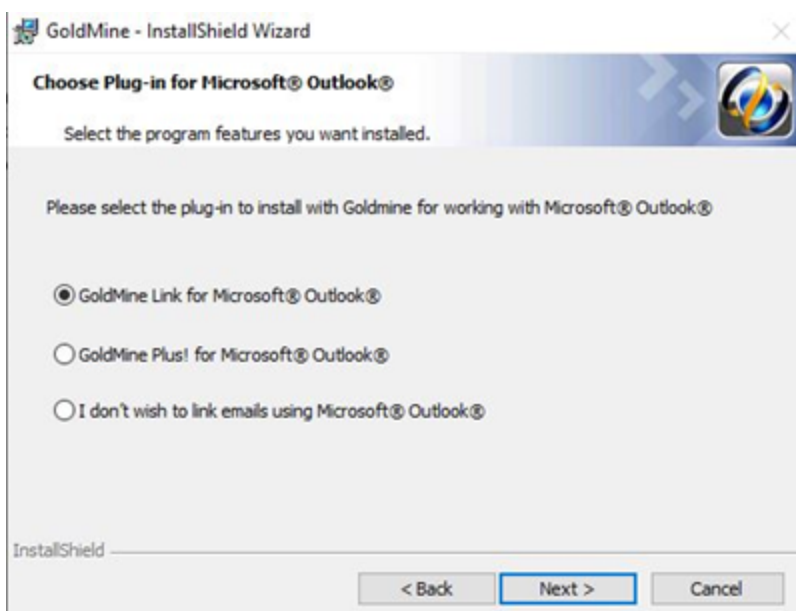 GoldMine - InstallShield Wizard
Choose Plug-in for Microsoft® Outlook®
Select the program features you want installed.
Please select the plug-in to install with Goldmine for working with Microsoft® Outlook®
GoldMine Link for Microsoft® Outlook®
GoldMine Plus! for Microsoft® Outlook®
I don't wish to link emails using Microsoft® Outlook®
InstallShield
< Back Next > Cancel